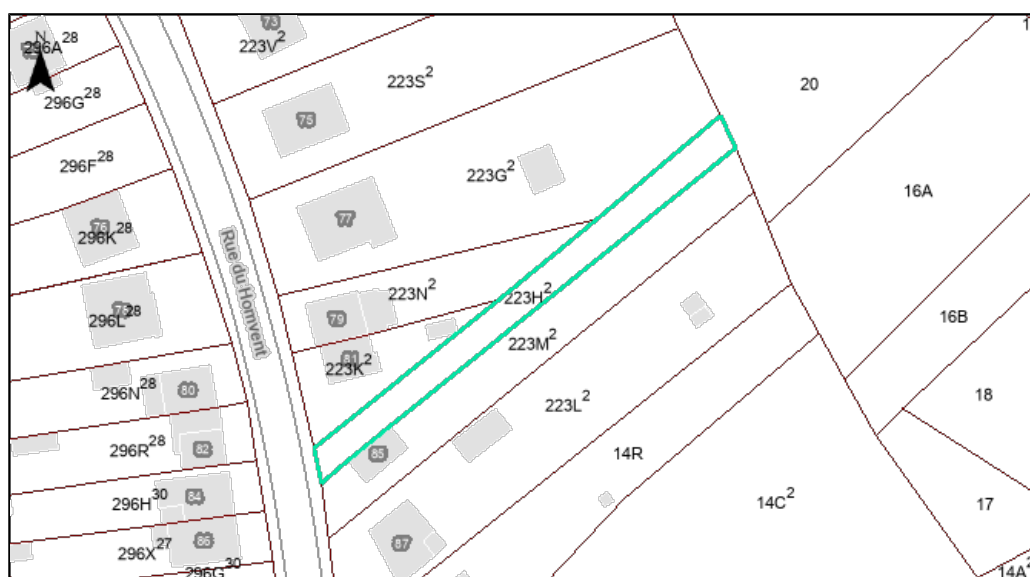 73
223V²
N
296A²⁸
223S²
20
296G²⁸
75
296F²⁸
223G²
16A
77
76
296K²⁸
Rue du Homvent
223N²
223H²
78
296L²⁸
79
16B
223M²
81
223K²
296N²⁸
80
18
223L²
296R²⁸
82
85
14R
296H³⁰
84
14C²
17
296X²⁷
86
87
296G³⁰
14A²